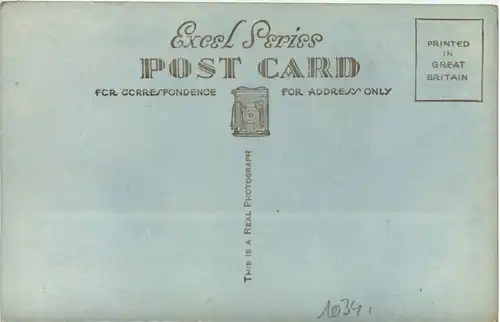 Excel Series
POST CARD
FOR CORRESPONDENCE
FOR ADDRESS ONLY
PRINTED
IN
GREAT
BRITAIN
THIS IS A REAL PHOTOGRAPH
1034,